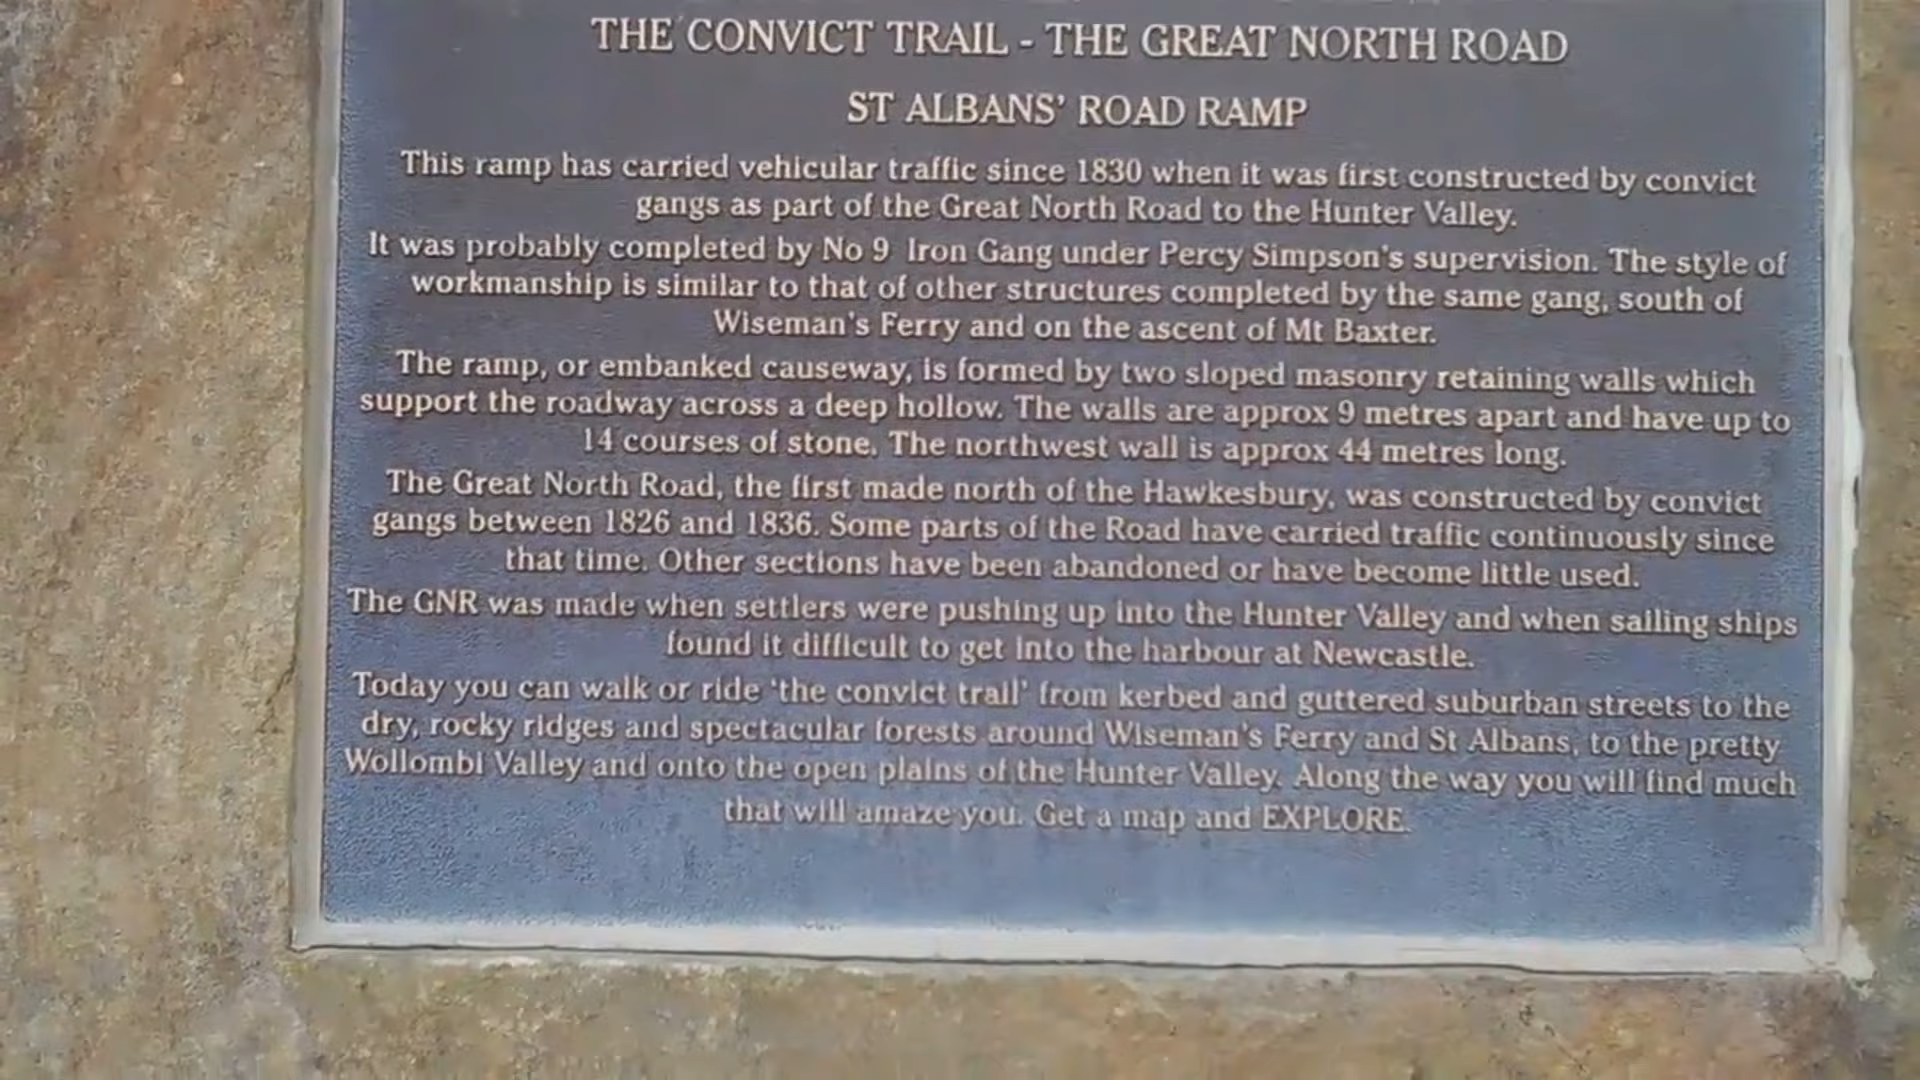 THE CONVICT TRAIL - THE GREAT NORTH ROAD
ST ALBANS' ROAD RAMP
This ramp has carried vehicular traffic since 1830 when it was first constructed by convict
gangs as part of the Great North Road to the Hunter Valley.
It was probably completed by No 9 Iron Gang under Percy Simpson's supervision. The style of
workmanship is similar to that of other structures completed by the same gang, south of
Wiseman's Ferry and on the ascent of Mt Baxter.
The ramp, or embanked causeway, is formed by two sloped masonry retaining walls which
support the roadway across a deep hollow. The walls are approx 9 metres apart and have up to
14 courses of stone. The northwest wall is approx 44 metres long.
The Great North Road, the first made north of the Hawkesbury, was constructed by convict
gangs between 1826 and 1836. Some parts of the Road have carried traffic continuously since
that time. Other sections have been abandoned or have become little used.
The GNR was made when settlers were pushing up into the Hunter Valley and when sailing ships
found it difficult to get into the harbour at Newcastle.
Today you can walk or ride 'the convict trail' from kerbed and guttered suburban streets to the
dry, rocky ridges and spectacular forests around Wiseman's Ferry and St Albans, to the pretty
Wollombi Valley and onto the open plains of the Hunter Valley. Along the way you will find much
that will amaze you. Get a map and EXPLORE.